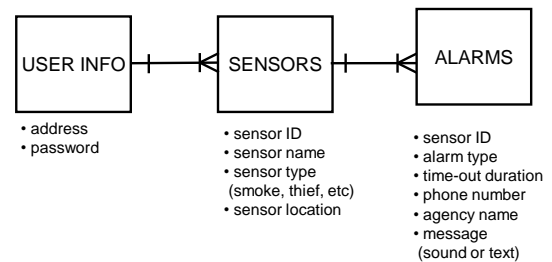 USER INFO
SENSORS
ALARMS
• address
• password
• sensor ID
• sensor name
• sensor type
(smoke, thief, etc)
• sensor location
• sensor ID
• alarm type
• time-out duration
• phone number
• agency name
• message
(sound or text)